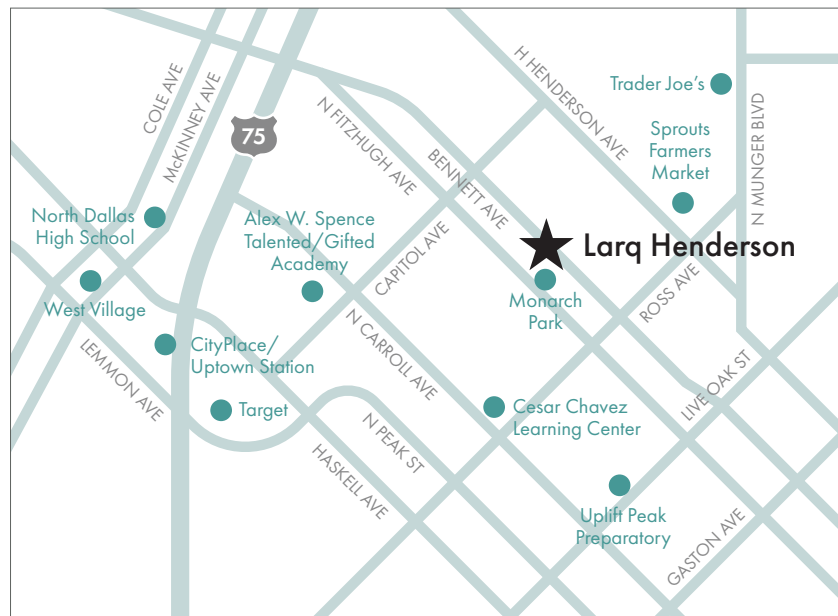 COLE AVE
McKINNEY AVE
75
N FITZHUGH AVE
BENNETT AVE
H HENDERSON AVE
Trader Joe's
Sprouts
Farmers
Market
N MUNGER BLVD
North Dallas
High School
Alex W. Spence
Talented/Gifted
Academy
CAPITOL AVE
Larq Henderson
Monarch
Park
ROSS AVE
West Village
CityPlace/
Uptown Station
LEMMON AVE
Target
N CARROLL AVE
HASKELL AVE
N PEAK ST
Cesar Chavez
Learning Center
LIVE OAK ST
Uplift Peak
Preparatory
GASTON AVE